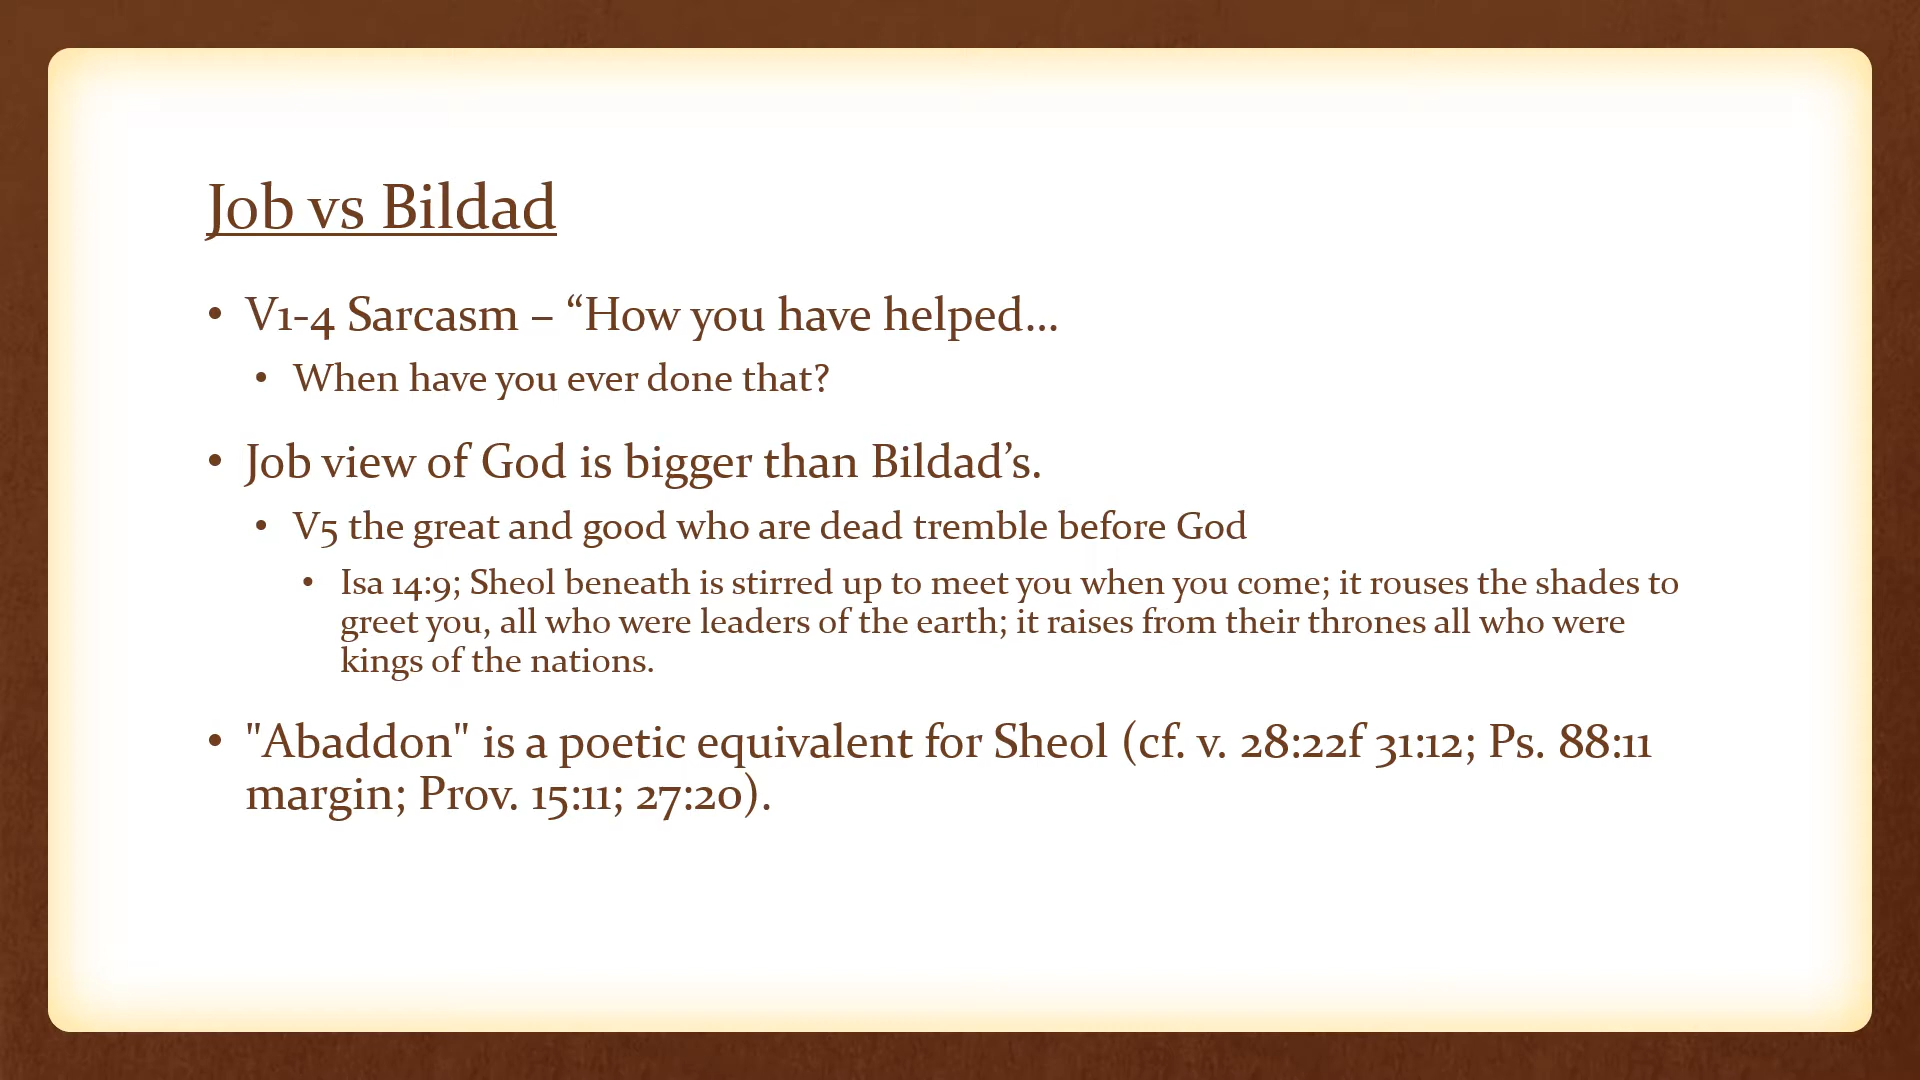 Job vs Bildad
• V1-4 Sarcasm – “How you have helped…
• When have you ever done that?
• Job view of God is bigger than Bildad’s.
• V5 the great and good who are dead tremble before God
• Isa 14:9; Sheol beneath is stirred up to meet you when you come; it rouses the shades to
greet you, all who were leaders of the earth; it raises from their thrones all who were
kings of the nations.
• "Abaddon" is a poetic equivalent for Sheol (cf. v. 28:22f 31:12; Ps. 88:11
margin; Prov. 15:11; 27:20).